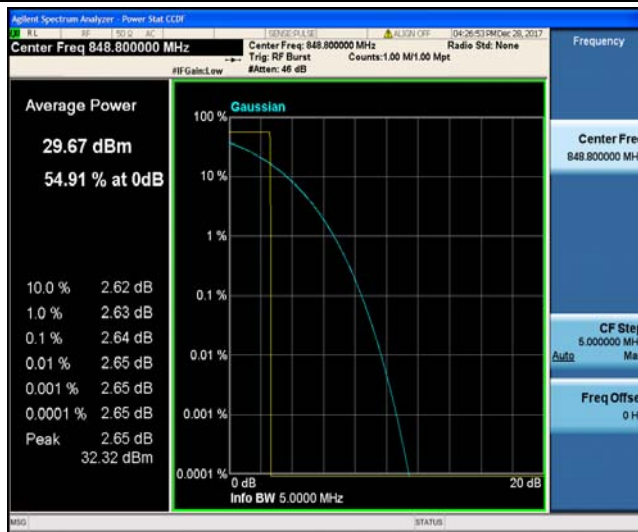 Agilent Spectrum Analyzer - Power Stat CCDF
RL RF 50 Ω AC SENSE:PULSE ALIGN OFF 04:26:53 PM Dec 28, 2017
Center Freq 848.800000 MHz
Center Freq: 848.800000 MHz Radio Std: None
Trig: RF Burst Counts:1.00 M/1.00 Mpt
#IFGain:Low #Atten: 46 dB
Frequency
Average Power
29.67 dBm
54.91 % at 0dB
10.0 % 2.62 dB
1.0 % 2.63 dB
0.1 % 2.64 dB
0.01 % 2.65 dB
0.001 % 2.65 dB
0.0001 % 2.65 dB
Peak 2.65 dB
32.32 dBm
Gaussian
100 %
10 %
1 %
0.1 %
0.01 %
0.001 %
0.0001 %
0 dB 20 dB
Info BW 5.0000 MHz
Center Fre
848.800000 MH
CF Ste
5.000000 MH
Auto Ma
Freq Offse
0 H
MSG STATUS